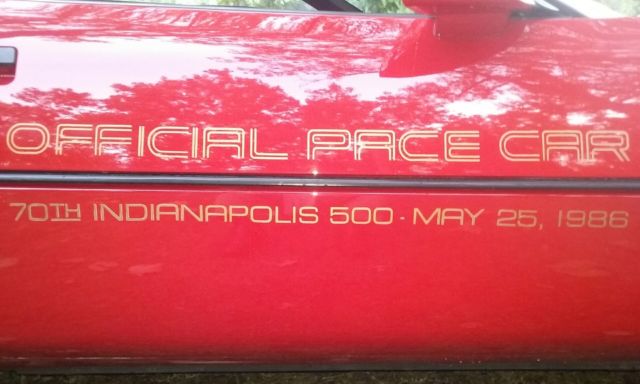 OFFICIAL PACE CAR
70TH INDIANAPOLIS 500 - MAY 25, 1986